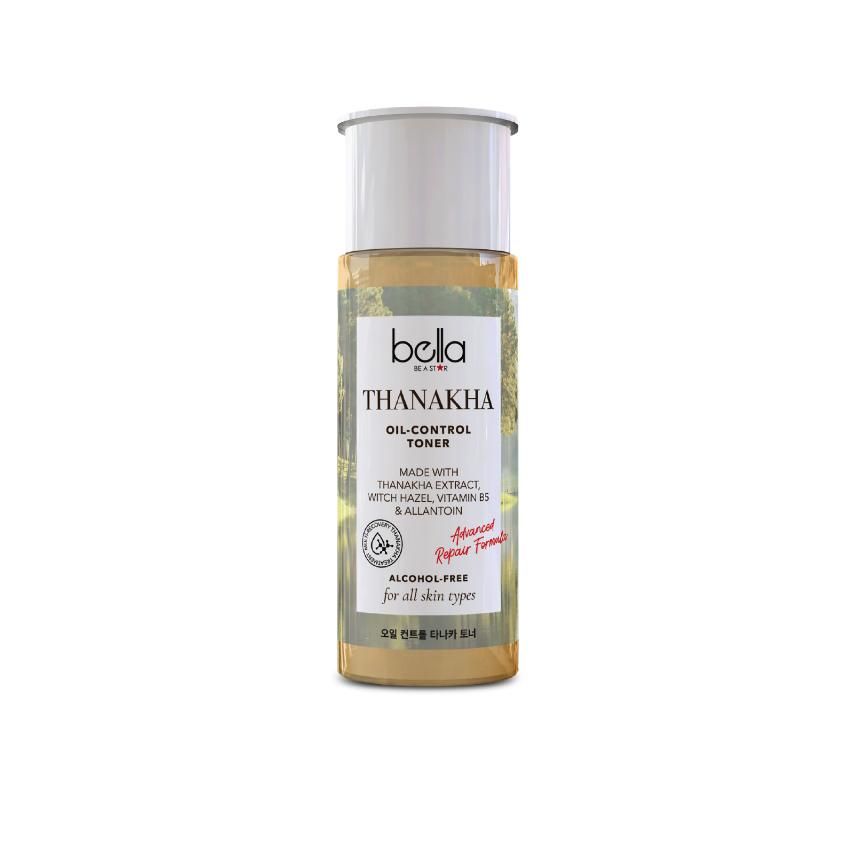 bella
BE A ST★R
THANAKHA
OIL-CONTROL
TONER
MADE WITH
THANAKHA EXTRACT,
WITCH HAZEL, VITAMIN B5
& ALLANTOIN
Advanced
Repair Formula
ALCOHOL-FREE
for all skin types
오일 컨트롤 타나카 토너